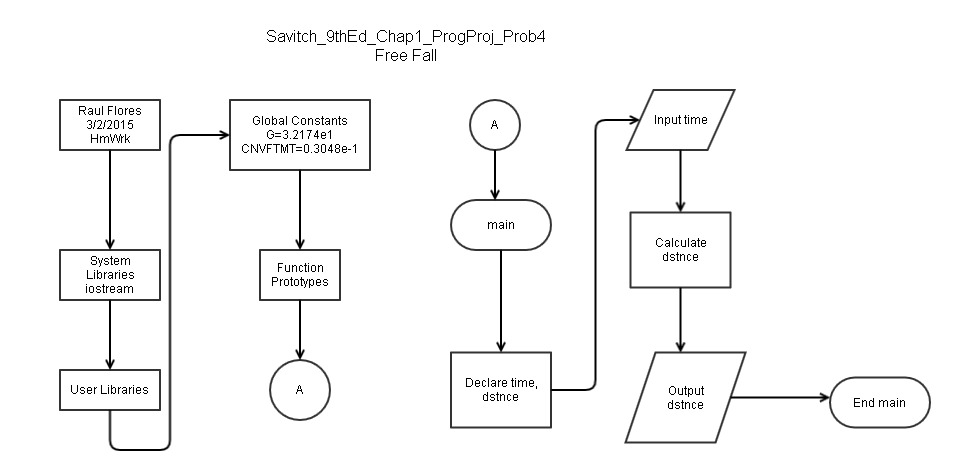 Savitch_9thEd_Chap1_ProgProj_Prob4
Free Fall
Raul Flores
3/2/2015
HmWrk
System
Libraries
iostream
User Libraries
Global Constants
G=3.2174e1
CNVFTMT=0.3048e-1
Function
Prototypes
A
A
main
Declare time,
dstnce
Input time
Calculate
dstnce
Output
dstnce
End main